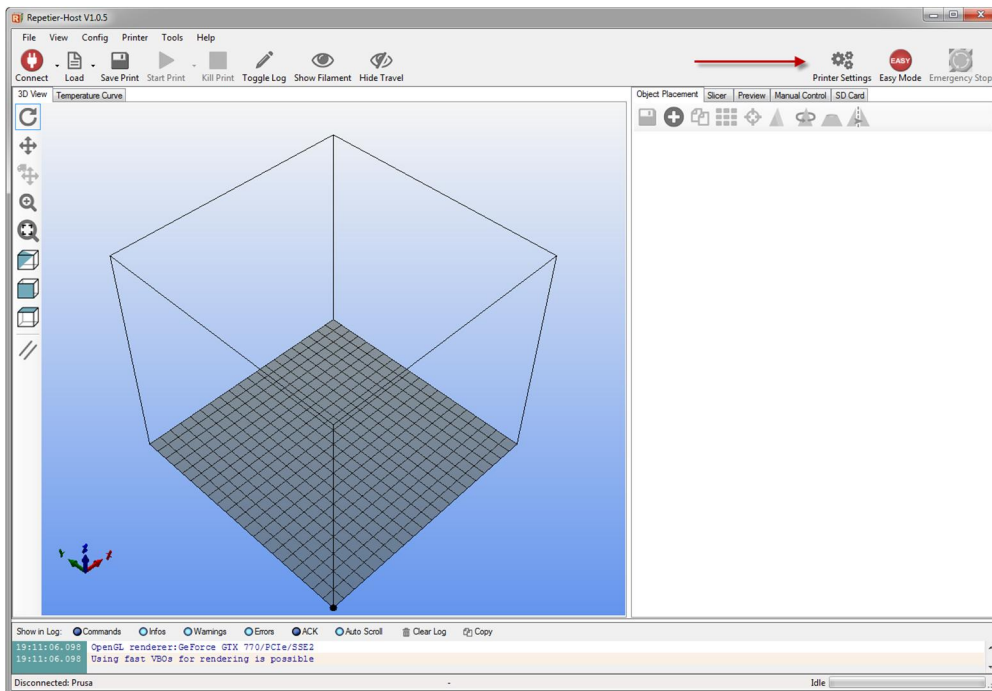 Repetier-Host V1.0.5
File View Config Printer Tools Help
Connect Load Save Print Start Print Kill Print Toggle Log Show Filament Hide Travel Printer Settings Easy Mode Emergency Stop
EASY
3D View Temperature Curve
Object Placement Slicer Preview Manual Control SD Card
Show in Log: Commands Infos Warnings Errors ACK Auto Scroll Clear Log Copy
19:11:06.098 OpenGL renderer:GeForce GTX 770/PCIe/SSE2
19:11:06.098 Using fast VBOs for rendering is possible
Disconnected: Prusa - Idle